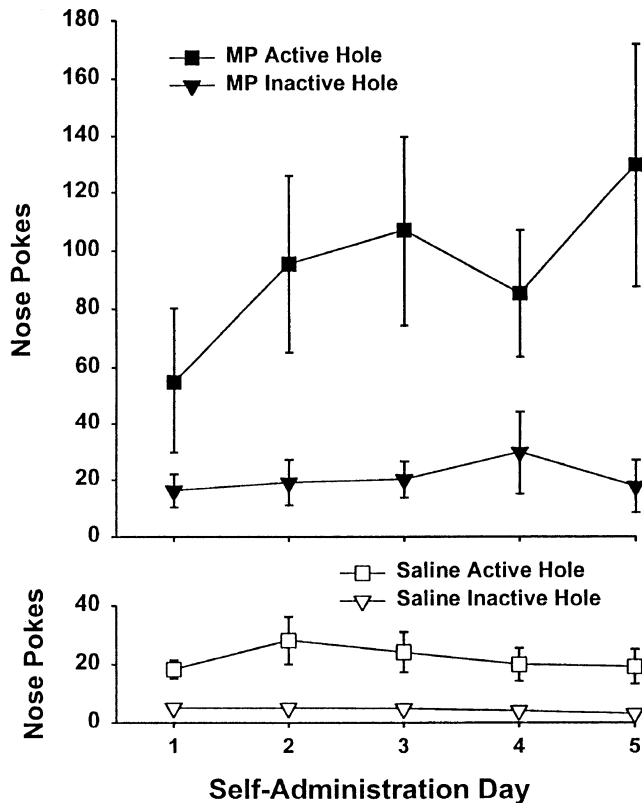 180
160
140
120
100
80
60
40
20
0
Nose Pokes
MP Active Hole
MP Inactive Hole
40
20
0
Nose Pokes
Saline Active Hole
Saline Inactive Hole
1 2 3 4 5
Self-Administration Day